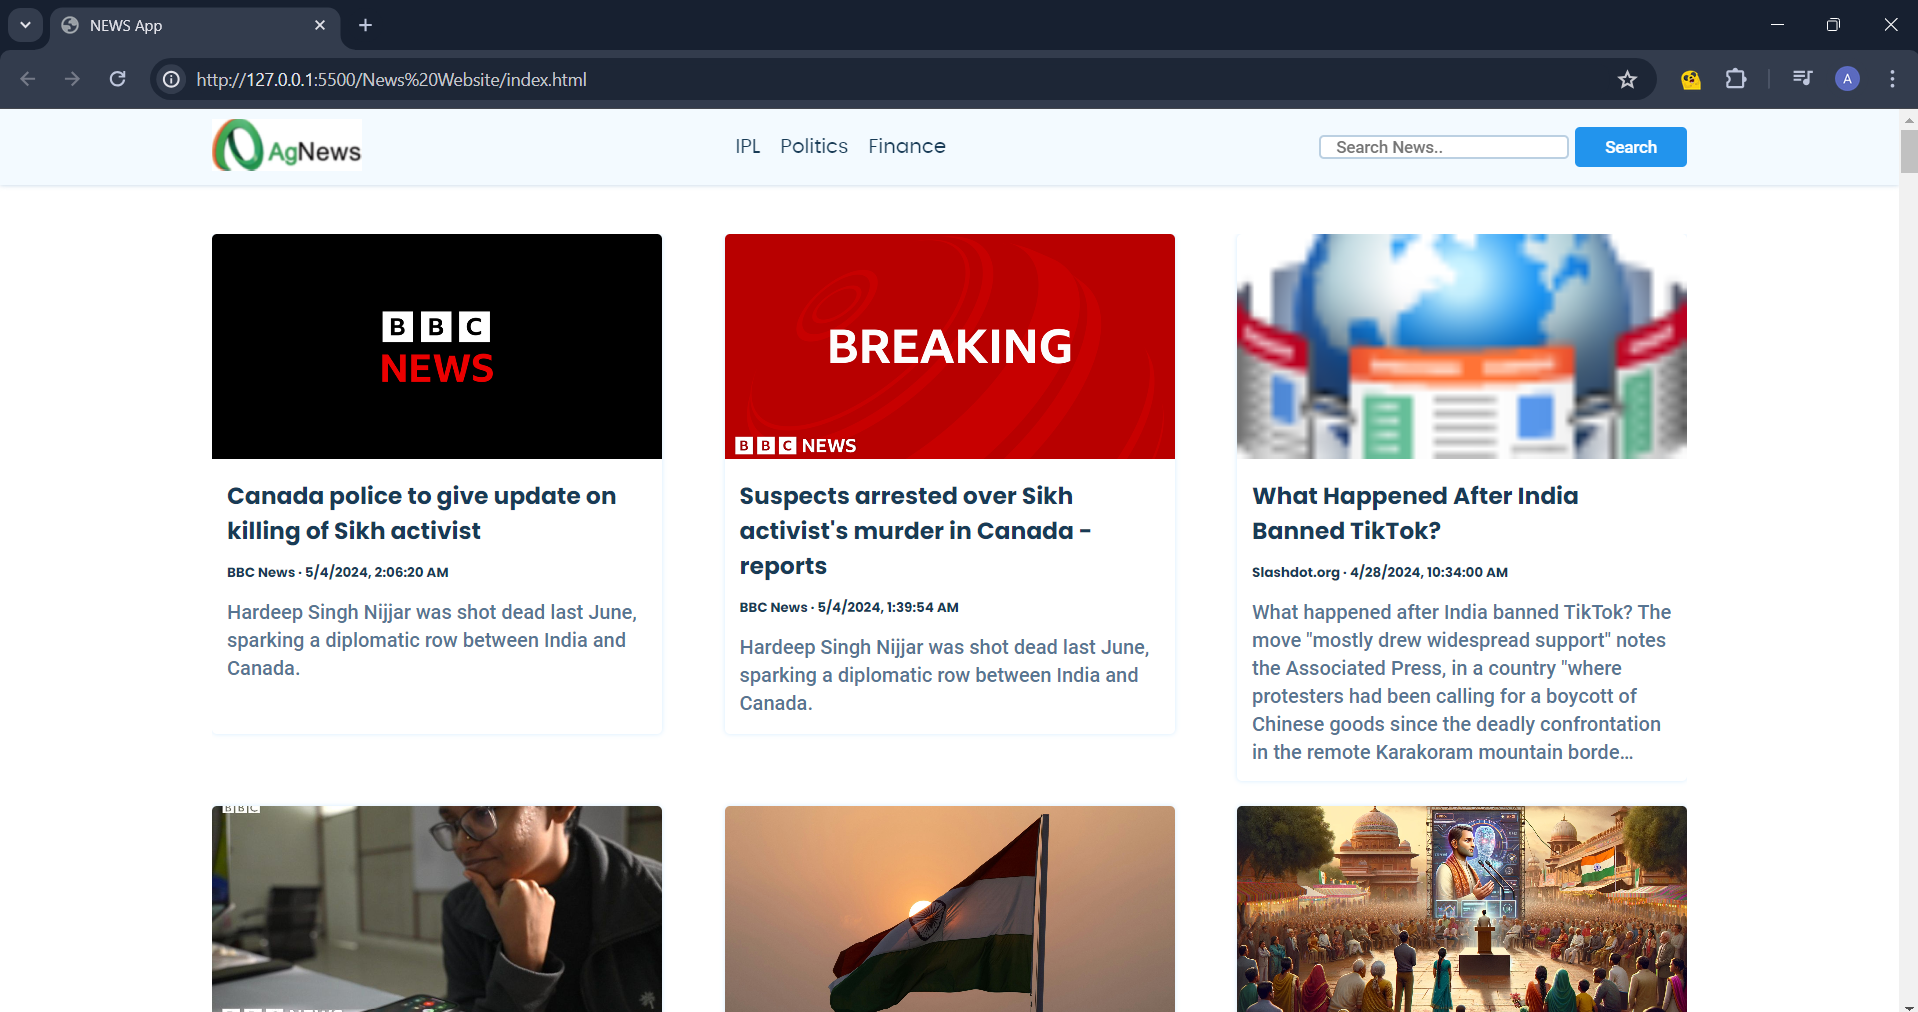 NEWS App
http://127.0.0.1:5500/News%20Website/index.html
A
AgNews
IPL Politics Finance
Search News..
Search
BBC
NEWS
BREAKING
BBC NEWS
Canada police to give update on
killing of Sikh activist
BBC News · 5/4/2024, 2:06:20 AM
Hardeep Singh Nijjar was shot dead last June,
sparking a diplomatic row between India and
Canada.
Suspects arrested over Sikh
activist's murder in Canada -
reports
BBC News · 5/4/2024, 1:39:54 AM
Hardeep Singh Nijjar was shot dead last June,
sparking a diplomatic row between India and
Canada.
What Happened After India
Banned TikTok?
Slashdot.org · 4/28/2024, 10:34:00 AM
What happened after India banned TikTok? The
move "mostly drew widespread support" notes
the Associated Press, in a country "where
protesters had been calling for a boycott of
Chinese goods since the deadly confrontation
in the remote Karakoram mountain borde…
BBC